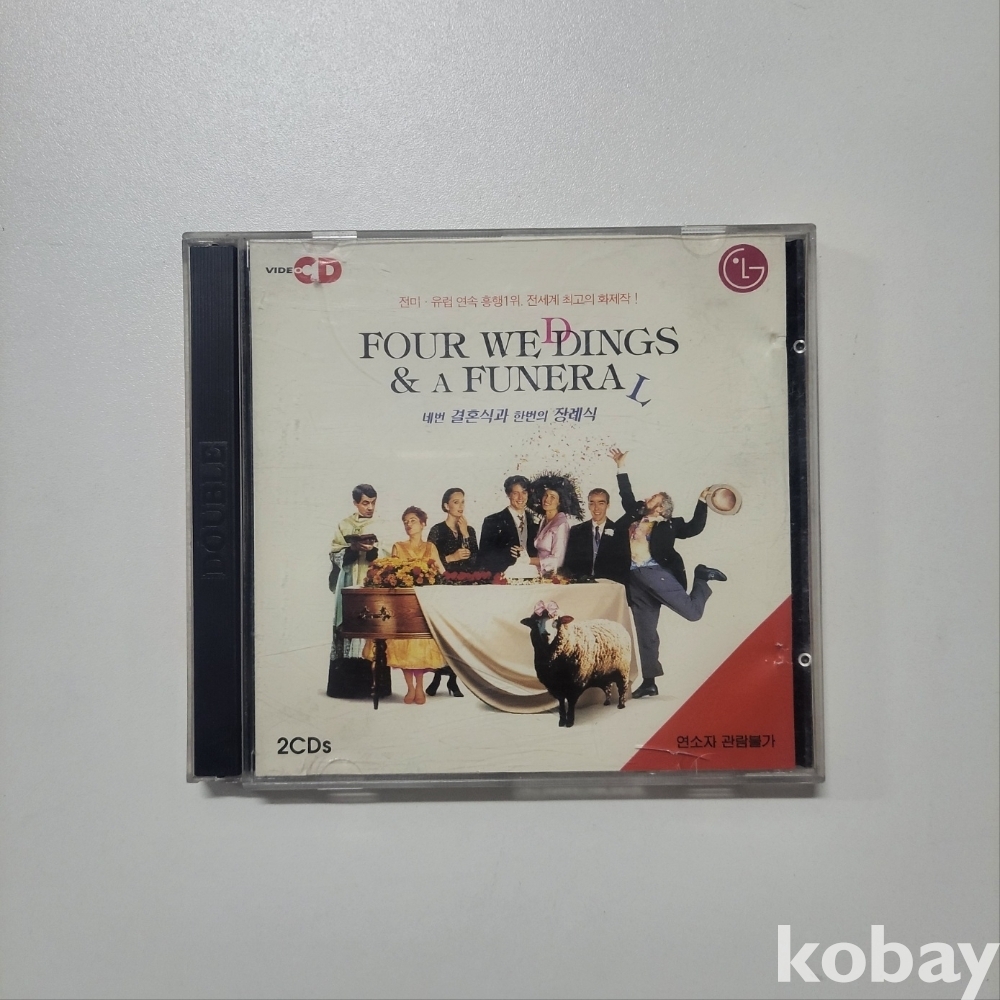 VIDEO CD
LG
전미·유럽 연속 흥행1위. 전세계 최고의 화제작!
FOUR WEDDINGS
& A FUNERAL
네번 결혼식과 한번의 장례식
DOUBLE
2CDs
연소자 관람불가
kobay